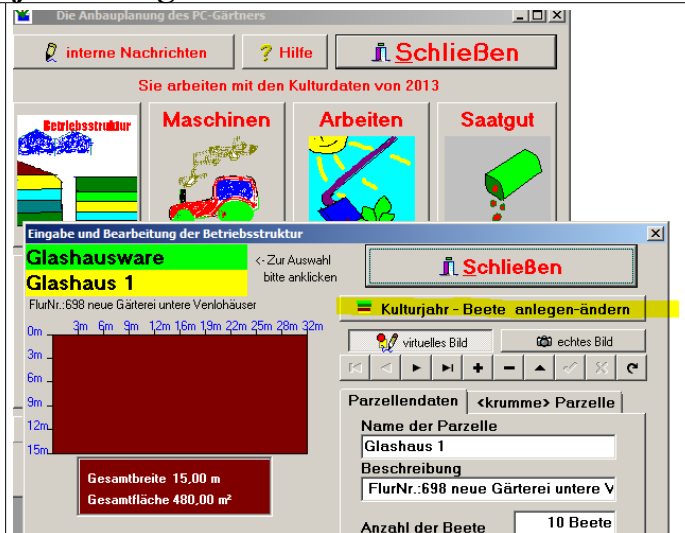 Die Anbauplanung des PC-Gärtners
interne Nachrichten
? Hilfe
Schließen
Sie arbeiten mit den Kulturdaten von 2013
Betriebsstruktur
Maschinen
Arbeiten
Saatgut
Eingabe und Bearbeitung der Betriebsstruktur
Glashausware
Glashaus 1
<- Zur Auswahl
bitte anklicken
Schließen
FlurNr.:698 neue Gärterei untere Venlohäuser
Kulturjahr - Beete anlegen-ändern
0m 3m 6m 9m 12m 16m 19m 22m 25m 28m 32m
3m
6m
9m
12m
15m
virtuelles Bild
echtes Bild
Parzellendaten
<krumme> Parzelle
Name der Parzelle
Glashaus 1
Beschreibung
FlurNr.:698 neue Gärterei untere V
Anzahl der Beete
10 Beete
Gesamtbreite 15,00 m
Gesamtfläche 480,00 m²